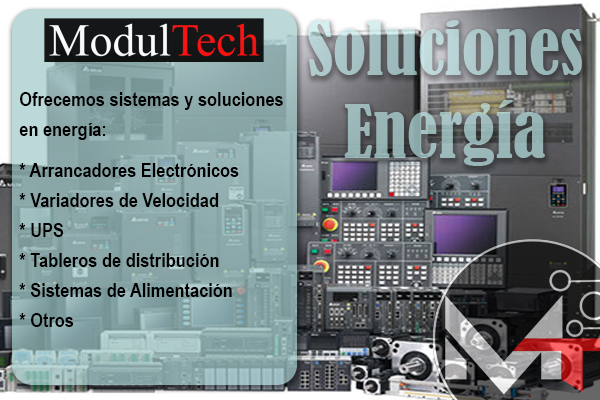 ModulTech
Soluciones
Energía
Ofrecemos sistemas y soluciones
en energía:
* Arrancadores Electrónicos
* Variadores de Velocidad
* UPS
* Tableros de distribución
* Sistemas de Alimentación
* Otros